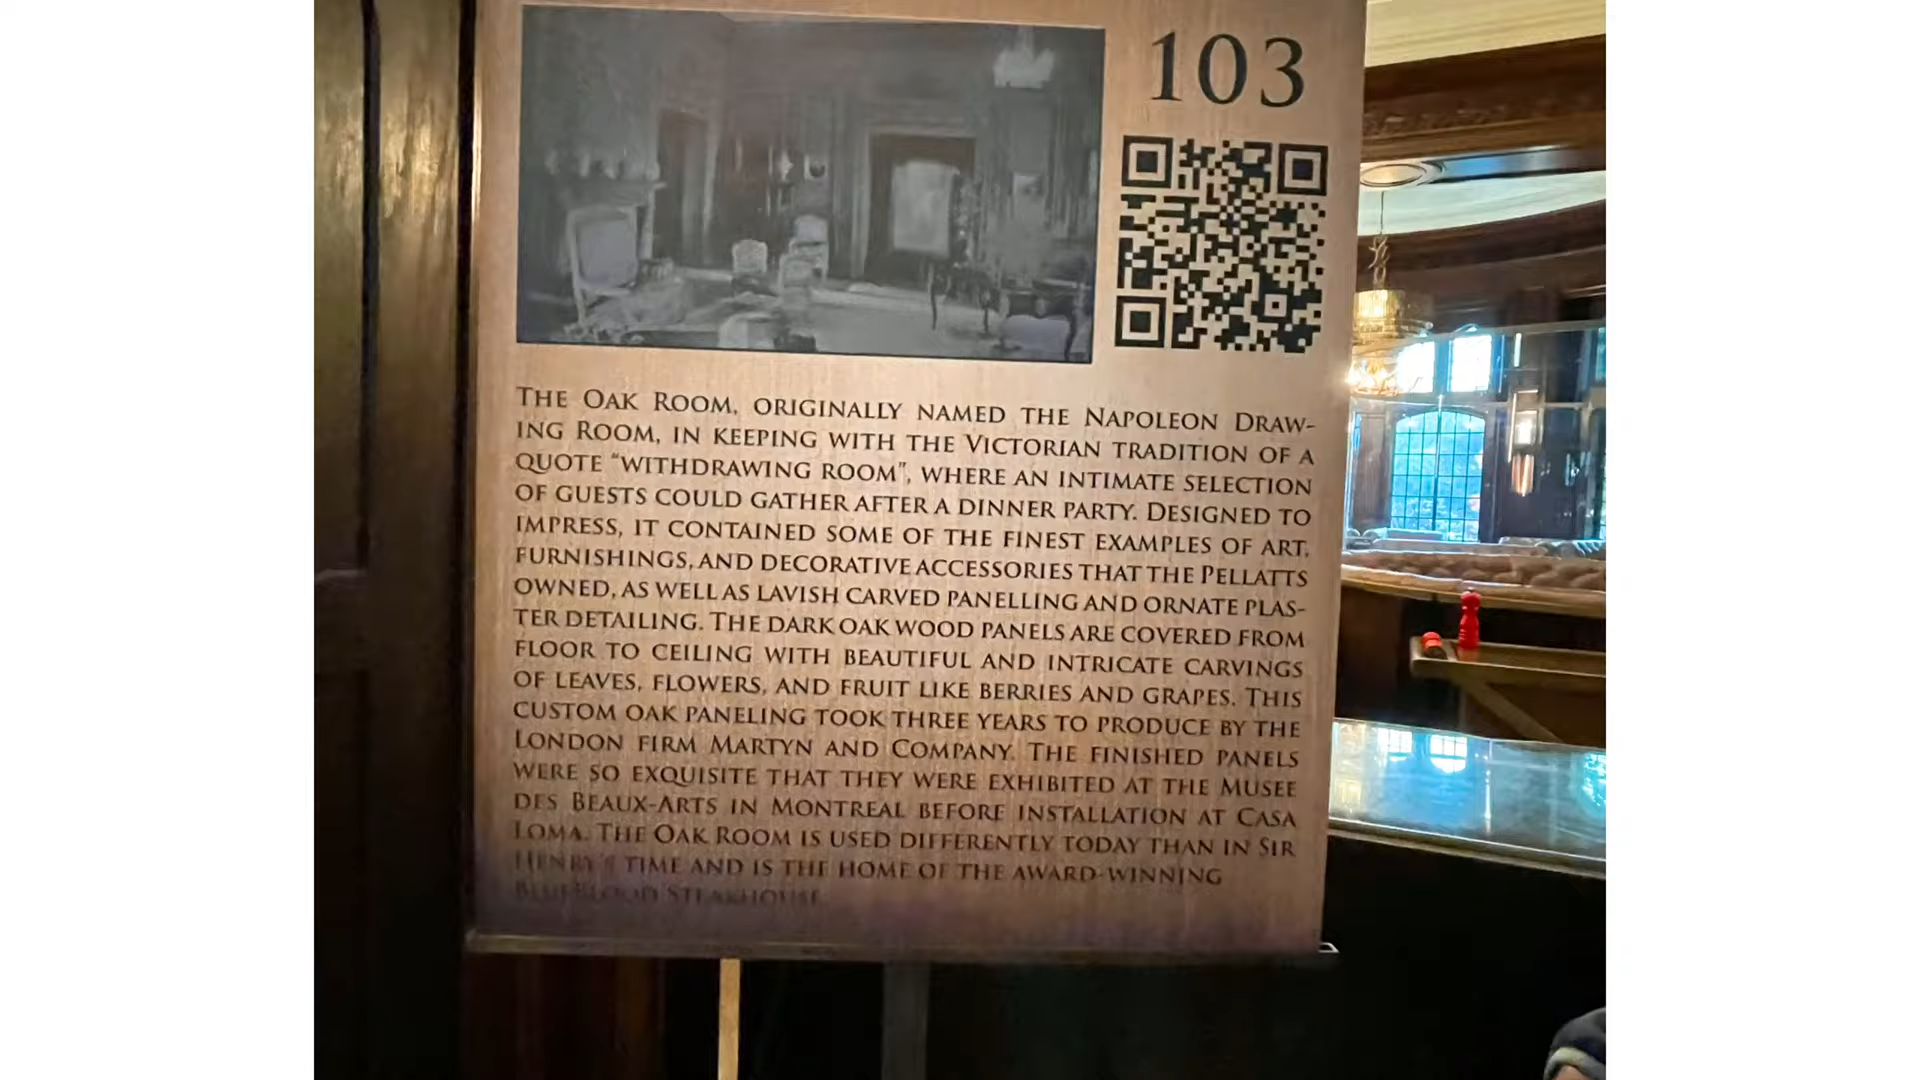 103
The Oak Room, originally named the Napoleon Draw-
ing Room, in keeping with the Victorian tradition of a
quote “withdrawing room”, where an intimate selection
of guests could gather after a dinner party. Designed to
impress, it contained some of the finest examples of art,
furnishings, and decorative accessories that the Pellatts
owned, as well as lavish carved panelling and ornate plas-
ter detailing. The dark oak wood panels are covered from
floor to ceiling with beautiful and intricate carvings
of leaves, flowers, and fruit like berries and grapes. This
custom oak paneling took three years to produce by the
London firm Martyn and Company. The finished panels
were so exquisite that they were exhibited at the Musee
des Beaux-Arts in Montreal before installation at Casa
Loma. The Oak Room is used differently today than in Sir
Henry's time and is the home of the award-winning
BlueBlood Steakhouse.